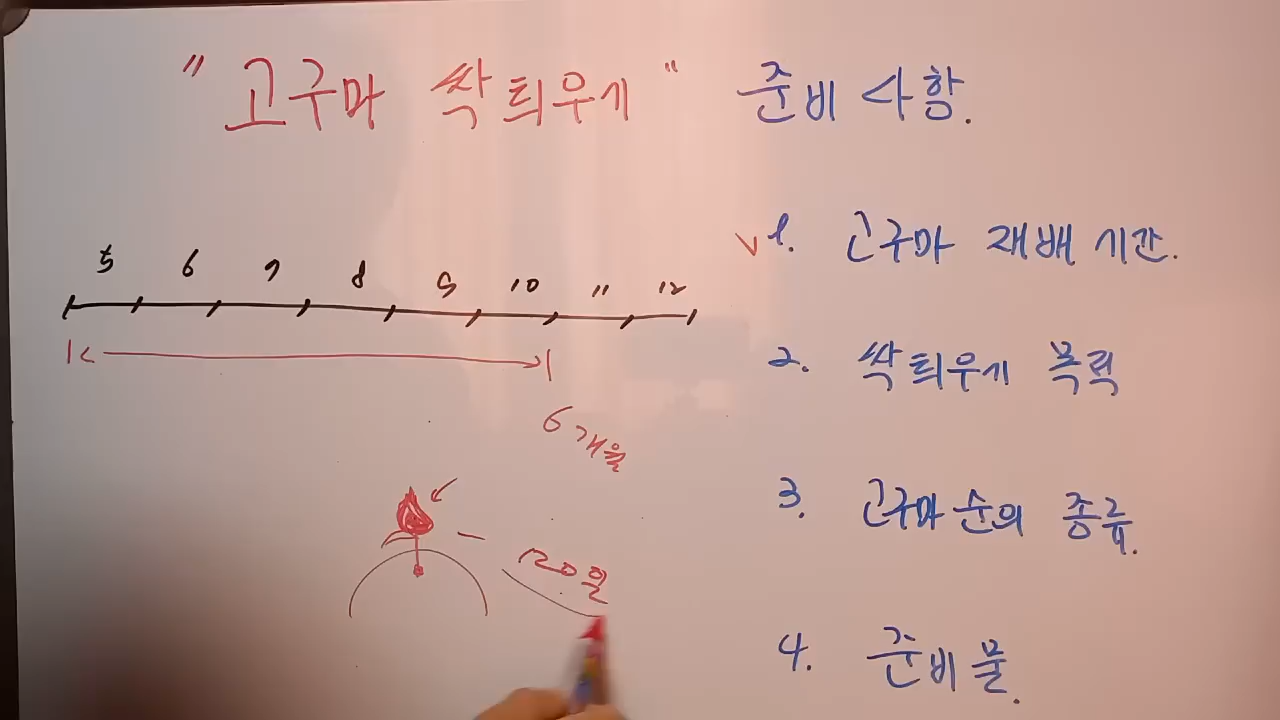 "고구마 싹틔우기" 준비사항.
5 6 7 8 9 10 11 12
6개월
120일
✓1. 고구마 재배 기간.
2. 싹틔우기 목적
3. 고구마순의 종류.
4. 준비물.